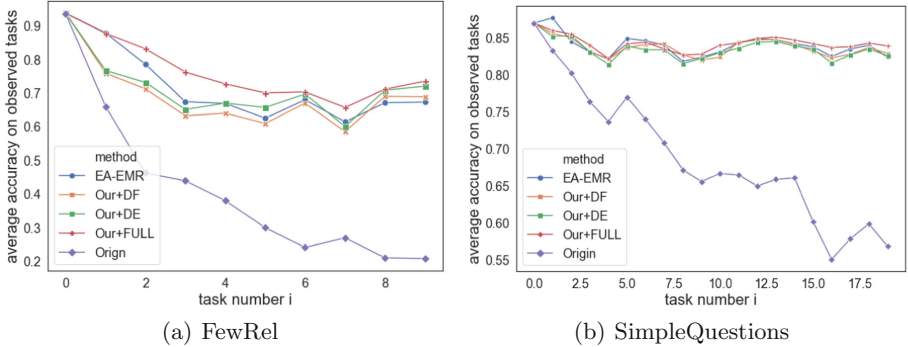 average accuracy on observed tasks
0.9
0.8
0.7
0.6
0.5
0.4
0.3
0.2
method
EA-EMR
Our+DF
Our+DE
Our+FULL
Orign
0 2 4 6 8
task number i
(a) FewRel
average accuracy on observed tasks
0.85
0.80
0.75
0.70
0.65
0.60
0.55
method
EA-EMR
Our+DF
Our+DE
Our+FULL
Origin
0.0 2.5 5.0 7.5 10.0 12.5 15.0 17.5
task number i
(b) SimpleQuestions